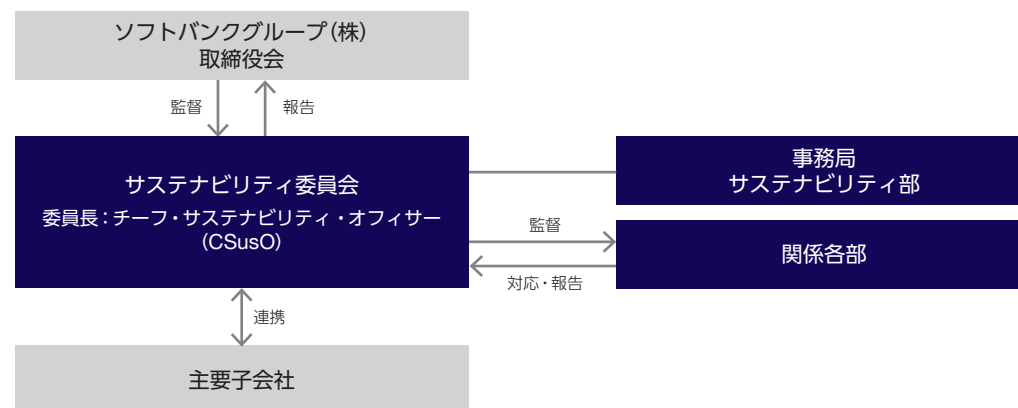 ソフトバンクグループ(株)
取締役会
監督
報告
サステナビリティ委員会
委員長：チーフ・サステナビリティ・オフィサー
(CSusO)
事務局
サステナビリティ部
監督
関係各部
対応・報告
連携
主要子会社